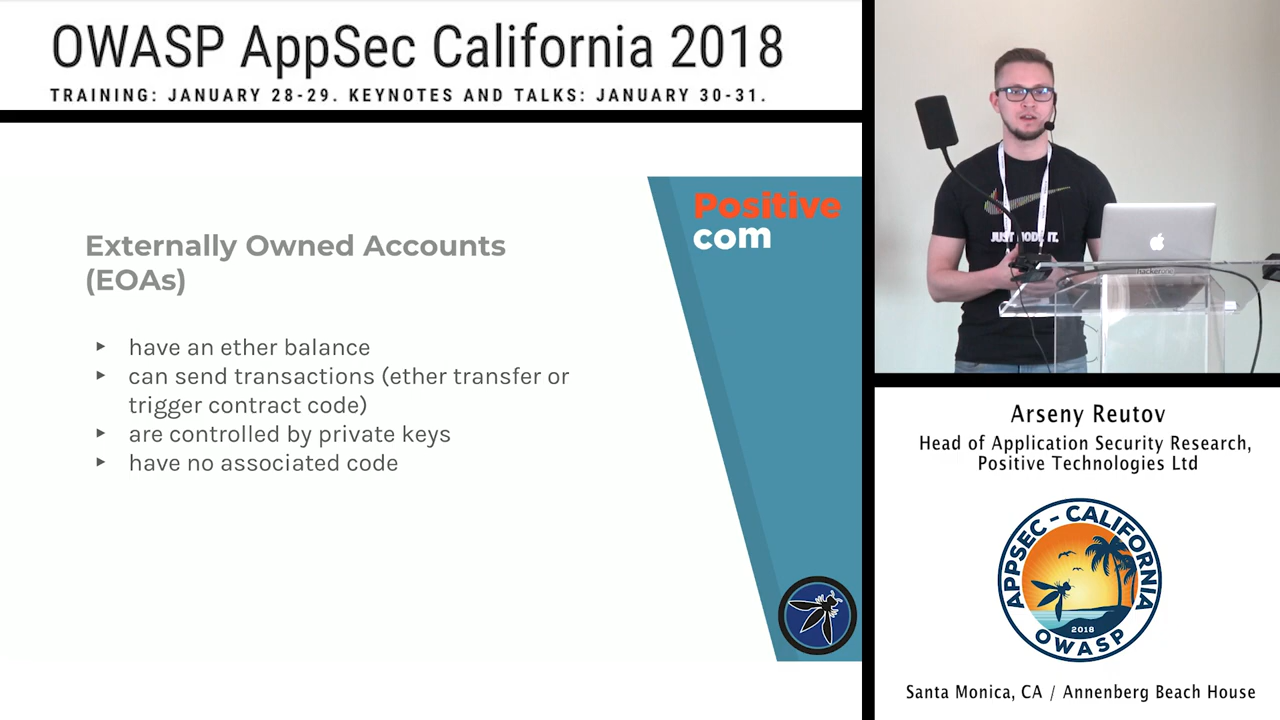 OWASP AppSec California 2018
TRAINING: JANUARY 28-29. KEYNOTES AND TALKS: JANUARY 30-31.
Positive
com
Externally Owned Accounts
(EOAs)
‣ have an ether balance
‣ can send transactions (ether transfer or
trigger contract code)
‣ are controlled by private keys
‣ have no associated code
Arseny Reutov
Head of Application Security Research,
Positive Technologies Ltd
APPSEC - CALIFORNIA
2018
OWASP
Santa Monica, CA / Annenberg Beach House